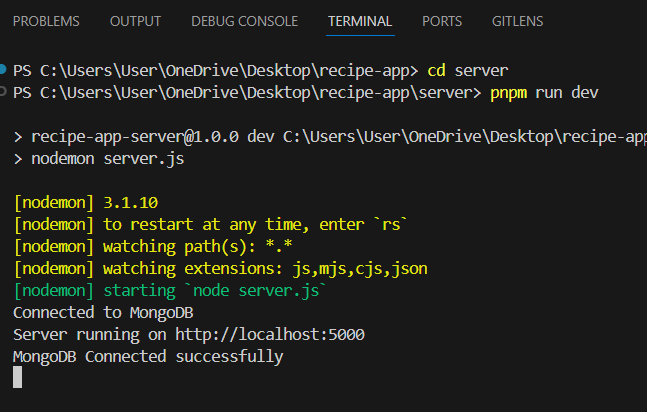 PROBLEMS OUTPUT DEBUG CONSOLE TERMINAL PORTS GITLENS
PS C:\Users\User\OneDrive\Desktop\recipe-app> cd server
PS C:\Users\User\OneDrive\Desktop\recipe-app\server> pnpm run dev
> recipe-app-server@1.0.0 dev C:\Users\User\OneDrive\Desktop\recipe-app
> nodemon server.js
[nodemon] 3.1.10
[nodemon] to restart at any time, enter `rs`
[nodemon] watching path(s): *.*
[nodemon] watching extensions: js,mjs,cjs,json
[nodemon] starting `node server.js`
Connected to MongoDB
Server running on http://localhost:5000
MongoDB Connected successfully